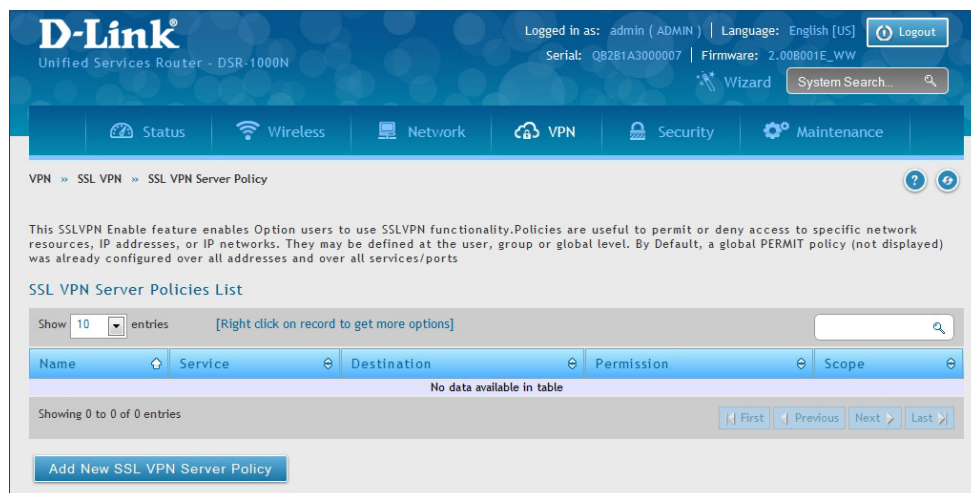 D-Link®
Unified Services Router - DSR-1000N
Logged in as: admin ( ADMIN ) | Language: English [US]
Logout
Serial: QB2B1A3000007 | Firmware: 2.00B001E_WW
Wizard
System Search...
Status
Wireless
Network
VPN
Security
Maintenance
VPN » SSL VPN » SSL VPN Server Policy
?
This SSLVPN Enable feature enables Option users to use SSLVPN functionality.Policies are useful to permit or deny access to specific network
resources, IP addresses, or IP networks. They may be defined at the user, group or global level. By Default, a global PERMIT policy (not displayed)
was already configured over all addresses and over all services/ports
SSL VPN Server Policies List
Show 10 entries [Right click on record to get more options]
Name Service Destination Permission Scope
No data available in table
Showing 0 to 0 of 0 entries
First Previous Next Last
Add New SSL VPN Server Policy